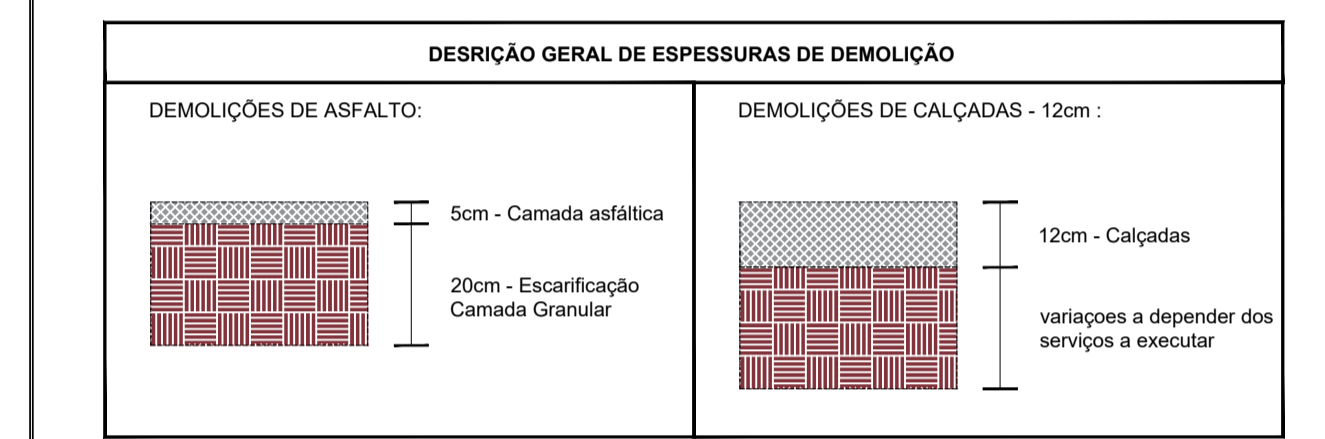 DESRIÇÃO GERAL DE ESPESSURAS DE DEMOLIÇÃO
DEMOLIÇÕES DE ASFALTO:
5cm - Camada asfáltica
20cm - Escarificação
Camada Granular
DEMOLIÇÕES DE CALÇADAS - 12cm :
12cm - Calçadas
variaçoes a depender dos
serviços a executar